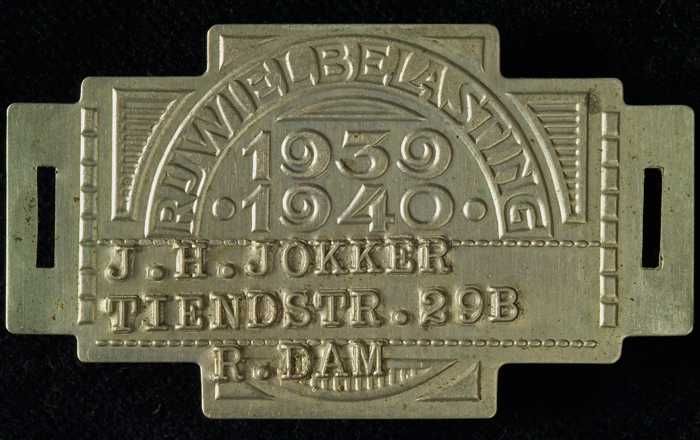 RIJWIELBELASTING
1939
·1940·
J.H.JOKKER
TIENDSTR.29B
R.DAM